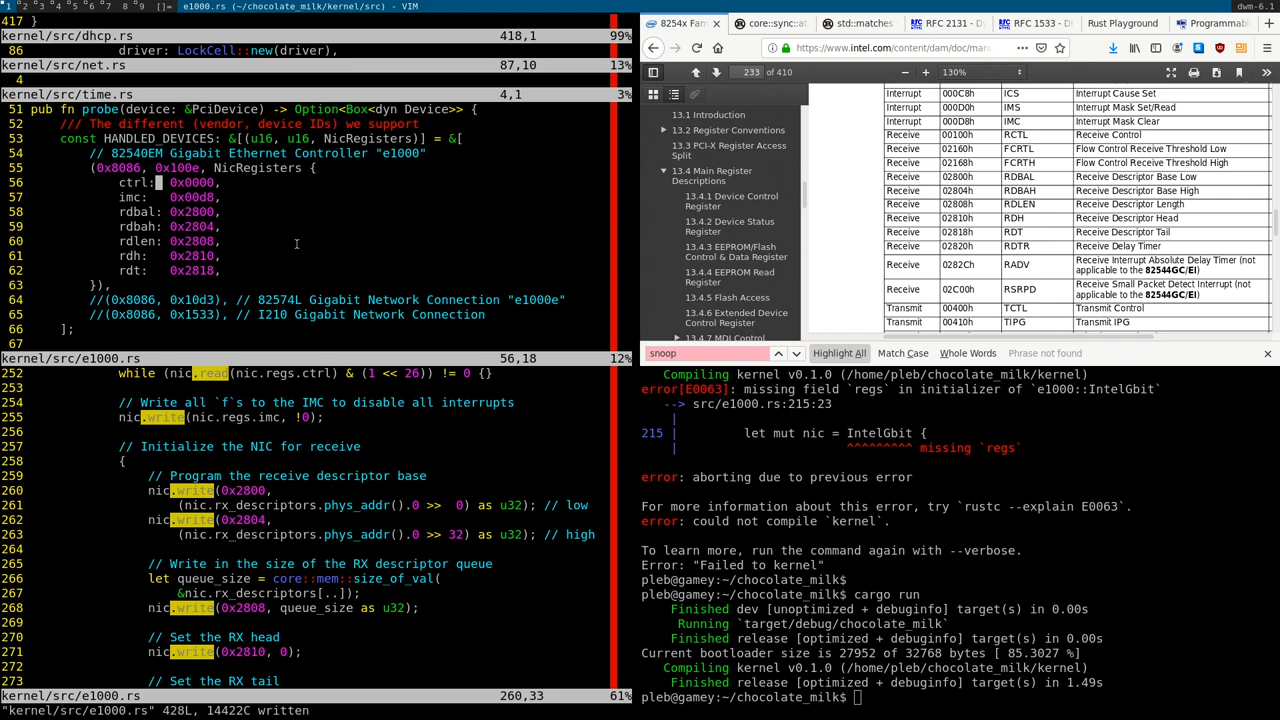 1 2 3 4 5 6 7 8 9 []= e1000.rs (~/chocolate_milk/kernel/src) - VIM dwm-6.1
417 }
kernel/src/dhcp.rs 418,1 99%
86 driver: LockCell::new(driver),
kernel/src/net.rs 87,10 13%
4
kernel/src/time.rs 4,1 3%
51 pub fn probe(device: &PciDevice) -> Option<Box<dyn Device>> {
52 /// The different (vendor, device IDs) we support
53 const HANDLED_DEVICES: &[(u16, u16, NicRegisters)] = &[
54 // 82540EM Gigabit Ethernet Controller "e1000"
55 (0x8086, 0x100e, NicRegisters {
56 ctrl: 0x0000,
57 imc: 0x00d8,
58 rdbal: 0x2800,
59 rdbah: 0x2804,
60 rdlen: 0x2808,
61 rdh: 0x2810,
62 rdt: 0x2818,
63 }),
64 //(0x8086, 0x10d3), // 82574L Gigabit Network Connection "e1000e"
65 //(0x8086, 0x1533), // I210 Gigabit Network Connection
66 ];
67
kernel/src/e1000.rs 56,18 12%
252 while (nic.read(nic.regs.ctrl) & (1 << 26)) != 0 {}
253
254 // Write all `f`s to the IMC to disable all interrupts
255 nic.write(nic.regs.imc, !0);
256
257 // Initialize the NIC for receive
258 {
259 // Program the receive descriptor base
260 nic.write(0x2800,
261 (nic.rx_descriptors.phys_addr().0 >> 0) as u32); // low
262 nic.write(0x2804,
263 (nic.rx_descriptors.phys_addr().0 >> 32) as u32); // high
264
265 // Write in the size of the RX descriptor queue
266 let queue_size = core::mem::size_of_val(
267 &nic.rx_descriptors[..]);
268 nic.write(0x2808, queue_size as u32);
269
270 // Set the RX head
271 nic.write(0x2810, 0);
272
273 // Set the RX tail
kernel/src/e1000.rs 260,33 61%
"kernel/src/e1000.rs" 428L, 14422C written
8254x Fam core::sync::at std::matches RFC 2131 - D RFC 1533 - D Rust Playground Programmab
https://www.intel.com/content/dam/doc/man
233 of 410 130%
13.1 Introduction
13.2 Register Conventions
13.3 PCI-X Register Access
Split
13.4 Main Register
Descriptions
13.4.1 Device Control
Register
13.4.2 Device Status
Register
13.4.3 EEPROM/Flash
Control & Data Register
13.4.4 EEPROM Read
Register
13.4.5 Flash Access
13.4.6 Extended Device
Control Register
13.4.7 MDI Control
Interrupt 000C8h ICS Interrupt Cause Set
Interrupt 000D0h IMS Interrupt Mask Set/Read
Interrupt 000D8h IMC Interrupt Mask Clear
Receive 00100h RCTL Receive Control
Receive 02160h FCRTL Flow Control Receive Threshold Low
Receive 02168h FCRTH Flow Control Receive Threshold High
Receive 02800h RDBAL Receive Descriptor Base Low
Receive 02804h RDBAH Receive Descriptor Base High
Receive 02808h RDLEN Receive Descriptor Length
Receive 02810h RDH Receive Descriptor Head
Receive 02818h RDT Receive Descriptor Tail
Receive 02820h RDTR Receive Delay Timer
Receive 0282Ch RADV Receive Interrupt Absolute Delay Timer (not
applicable to the 82544GC/EI)
Receive 02C00h RSRPD Receive Small Packet Detect Interrupt (not
applicable to the 82544GC/EI)
Transmit 00400h TCTL Transmit Control
Transmit 00410h TIPG Transmit IPG
snoop Highlight All Match Case Whole Words Phrase not found
Compiling kernel v0.1.0 (/home/pleb/chocolate_milk/kernel)
error[E0063]: missing field `regs` in initializer of `e1000::IntelGbit`
--> src/e1000.rs:215:23
|
215 | let mut nic = IntelGbit {
| ^^^^^^^^^ missing `regs`
error: aborting due to previous error
For more information about this error, try `rustc --explain E0063`.
error: could not compile `kernel`.
To learn more, run the command again with --verbose.
Error: "Failed to kernel"
pleb@gamey:~/chocolate_milk$
pleb@gamey:~/chocolate_milk$ cargo run
Finished dev [unoptimized + debuginfo] target(s) in 0.00s
Running `target/debug/chocolate_milk`
Finished release [optimized + debuginfo] target(s) in 0.00s
Current bootloader size is 27952 of 32768 bytes [ 85.3027 %]
Compiling kernel v0.1.0 (/home/pleb/chocolate_milk/kernel)
Finished release [optimized + debuginfo] target(s) in 1.49s
pleb@gamey:~/chocolate_milk$